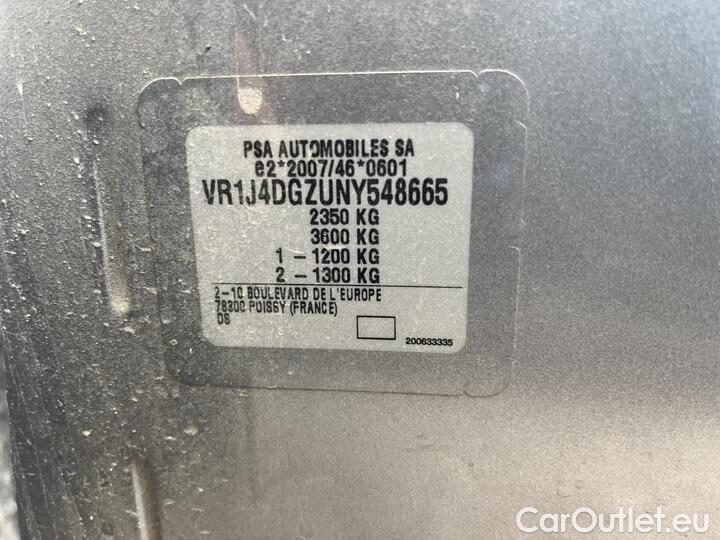 PSA AUTOMOBILES SA
e2*2007/46*0601
VR1J4DGZUNY548665
2350 KG
3600 KG
1 - 1200 KG
2 - 1300 KG
2-10 BOULEVARD DE L'EUROPE
78300 POISSY (FRANCE)
DS
200633335
CarOutlet.eu